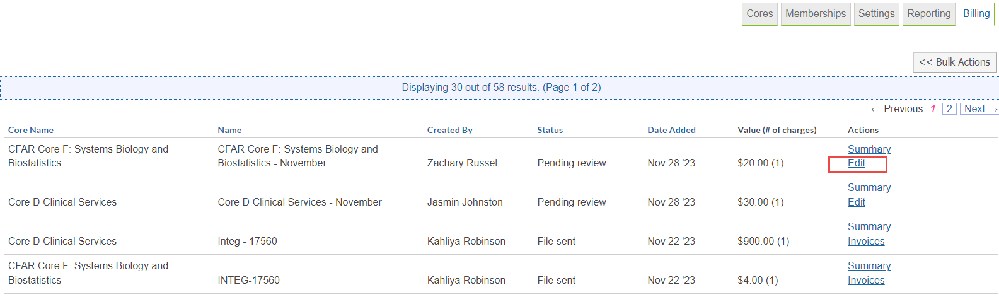 Cores Memberships Settings Reporting Billing
<< Bulk Actions
Displaying 30 out of 58 results. (Page 1 of 2)
← Previous 1 2 Next →
Core Name Name Created By Status Date Added Value (# of charges) Actions
CFAR Core F: Systems Biology and CFAR Core F: Systems Biology and Summary
Biostatistics Biostatistics - November Zachary Russel Pending review Nov 28 '23 $20.00 (1) Edit
Summary
Core D Clinical Services Core D Clinical Services - November Jasmin Johnston Pending review Nov 28 '23 $30.00 (1) Edit
Summary
Core D Clinical Services Integ - 17560 Kahliya Robinson File sent Nov 22 '23 $900.00 (1) Invoices
CFAR Core F: Systems Biology and Summary
Biostatistics INTEG-17560 Kahliya Robinson File sent Nov 22 '23 $4.00 (1) Invoices